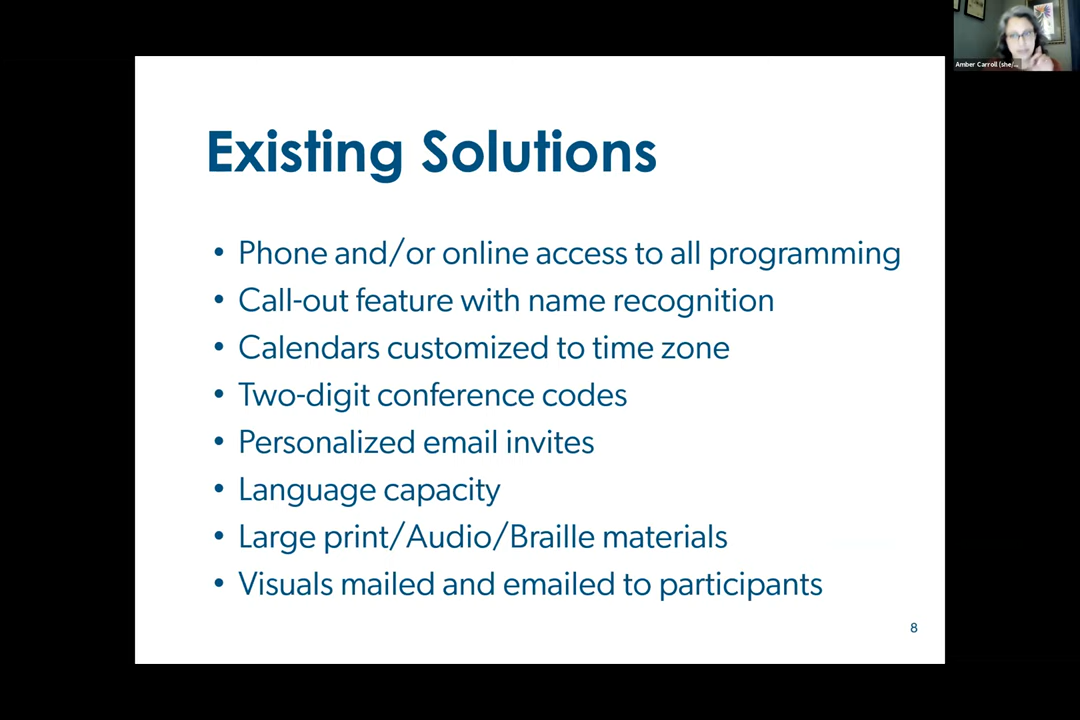 Amber Carroll (she/...
Existing Solutions
• Phone and/or online access to all programming
• Call-out feature with name recognition
• Calendars customized to time zone
• Two-digit conference codes
• Personalized email invites
• Language capacity
• Large print/Audio/Braille materials
• Visuals mailed and emailed to participants
8